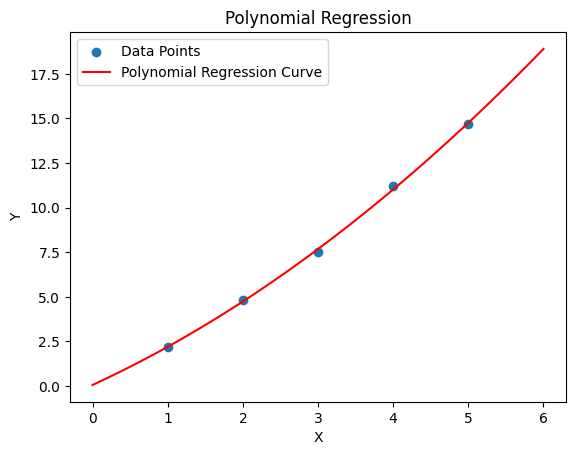 Polynomial Regression
Data Points
Polynomial Regression Curve
17.5
15.0
12.5
10.0
7.5
5.0
2.5
0.0
Y
0 1 2 3 4 5 6
X